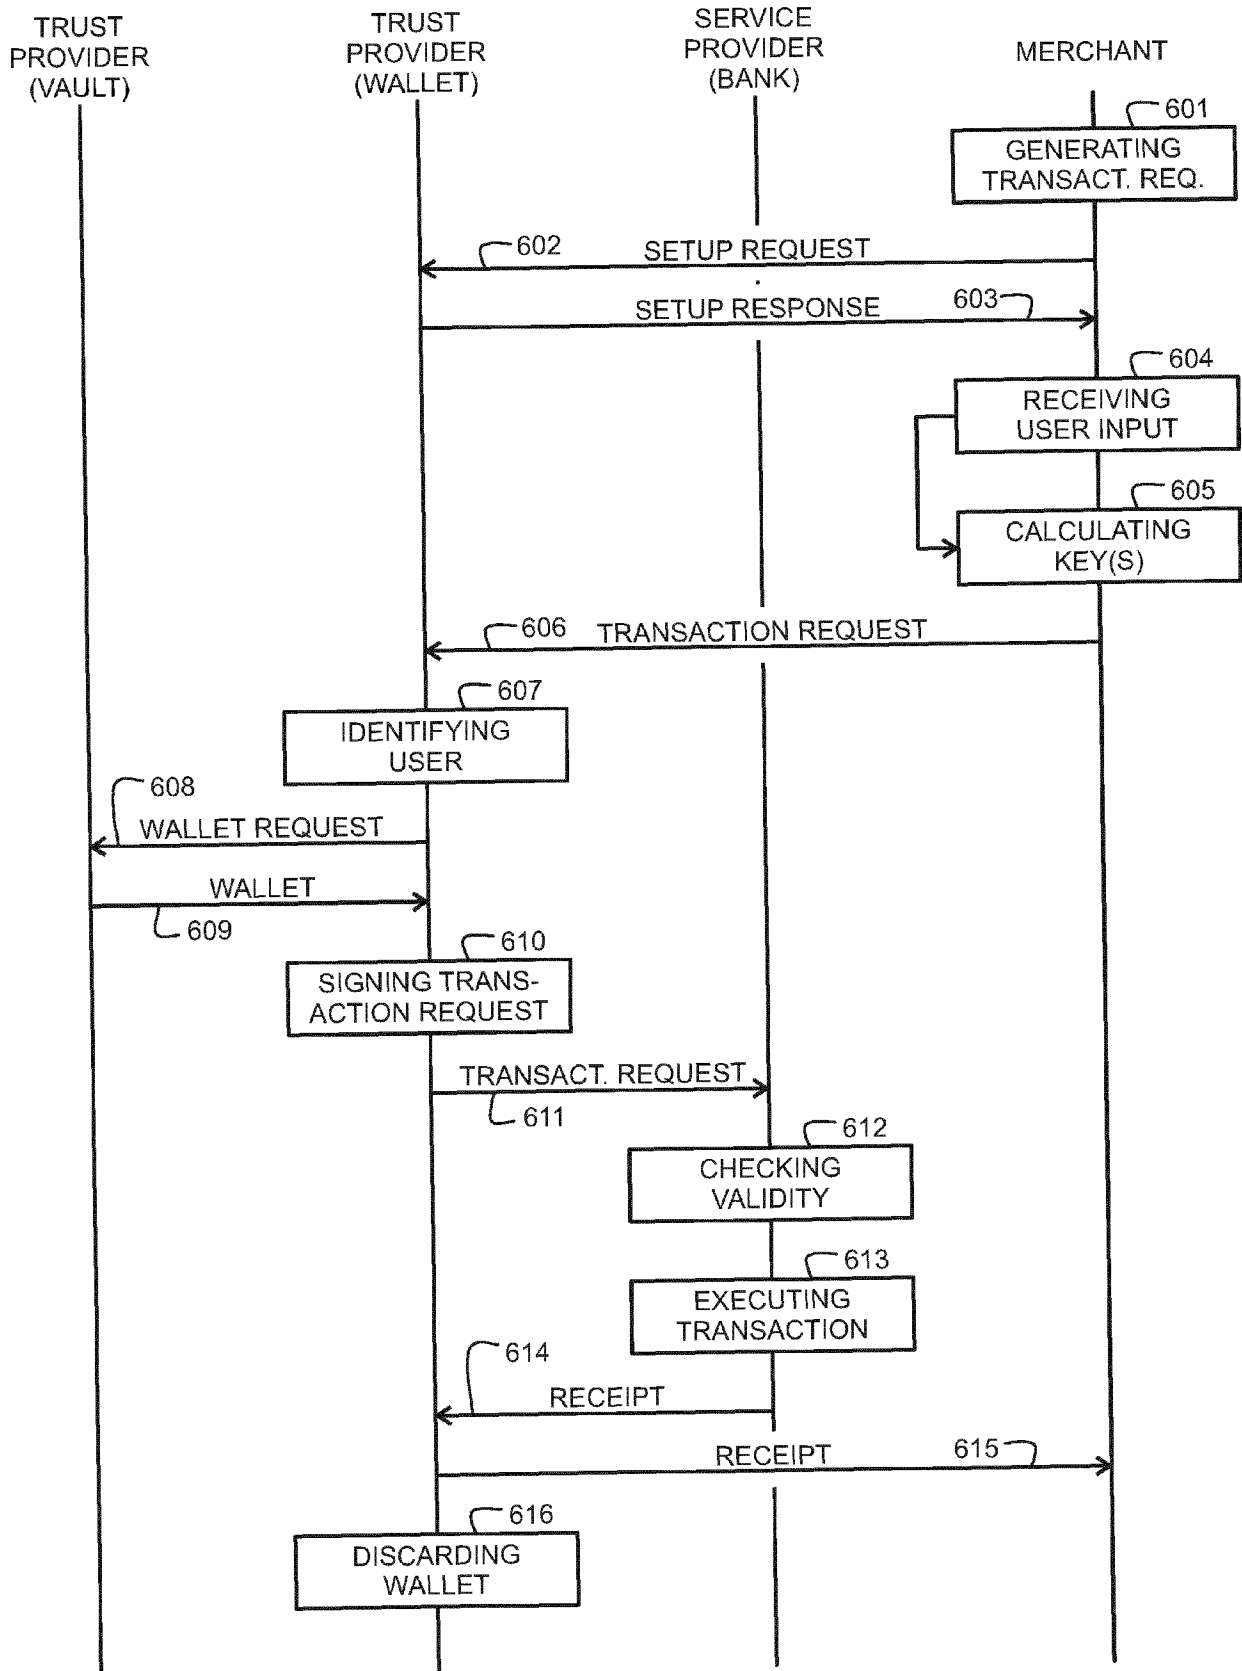 TRUST
PROVIDER
(VAULT)
TRUST
PROVIDER
(WALLET)
SERVICE
PROVIDER
(BANK)
MERCHANT
601
GENERATING
TRANSACT. REQ.
602
SETUP REQUEST
SETUP RESPONSE
603
604
RECEIVING
USER INPUT
605
CALCULATING
KEY(S)
606
TRANSACTION REQUEST
607
IDENTIFYING
USER
608
WALLET REQUEST
WALLET
609
610
SIGNING TRANS-
ACTION REQUEST
TRANSACT. REQUEST
611
612
CHECKING
VALIDITY
613
EXECUTING
TRANSACTION
614
RECEIPT
RECEIPT
615
616
DISCARDING
WALLET